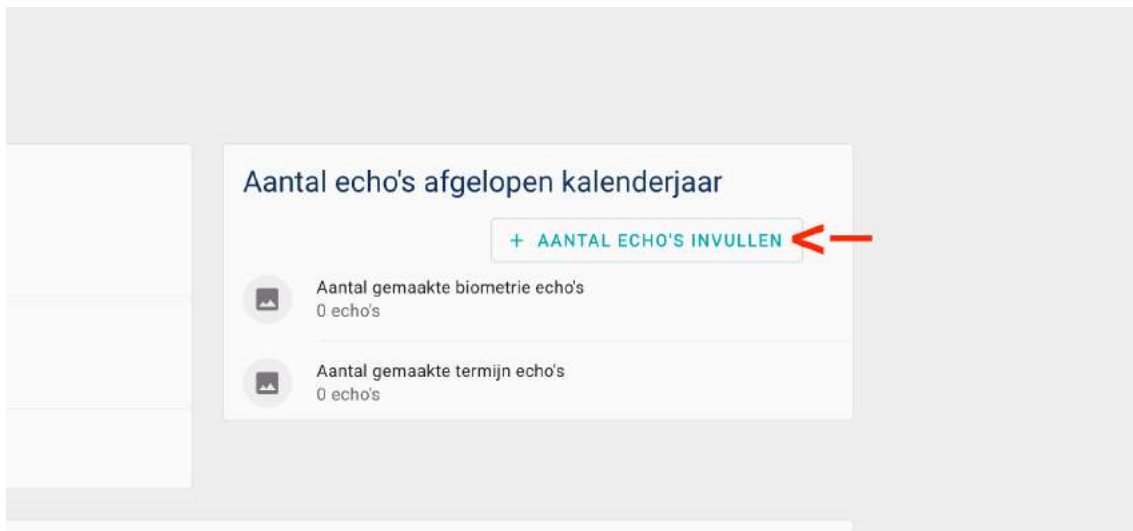 Aantal echo's afgelopen kalenderjaar
+ AANTAL ECHO'S INVULLEN
Aantal gemaakte biometrie echo's
0 echo's
Aantal gemaakte termijn echo's
0 echo's